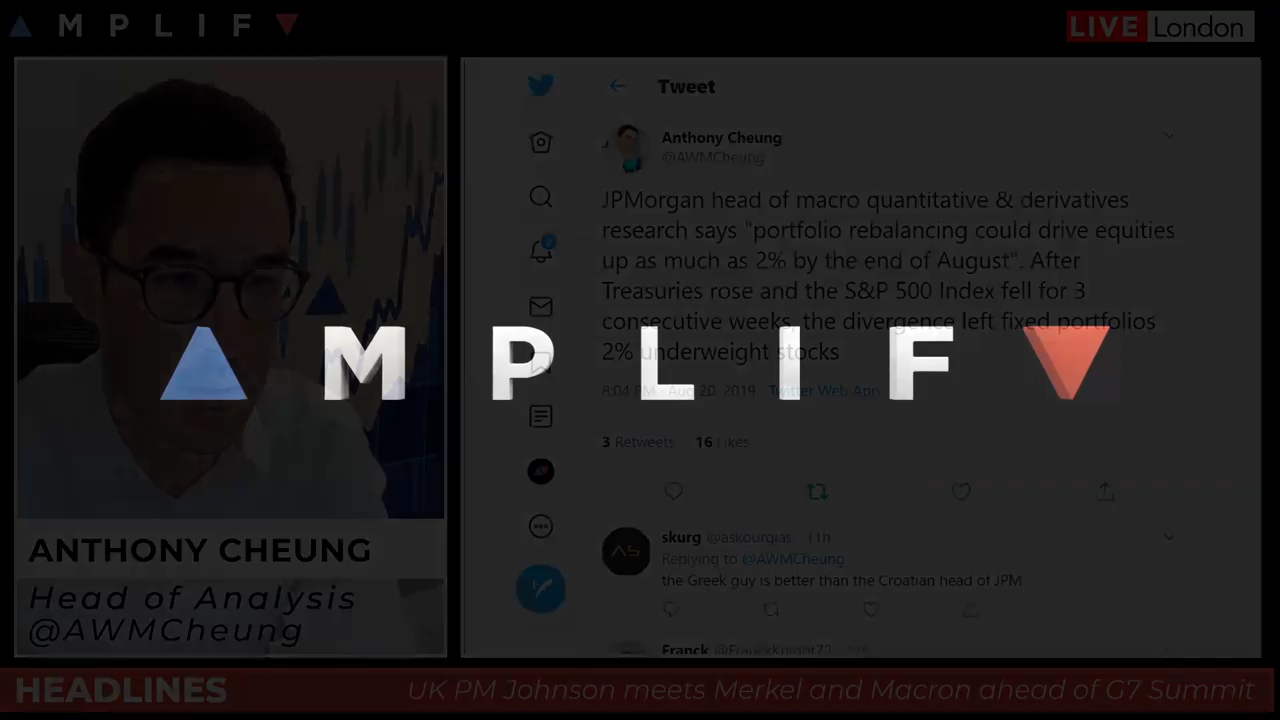 AMPLIFY
LIVE London
Tweet
Anthony Cheung
@AWMCheung
JPMorgan head of macro quantitative & derivatives
research says "portfolio rebalancing could drive equities
up as much as 2% by the end of August". After
Treasuries rose and the S&P 500 Index fell for 3
consecutive weeks, the divergence left fixed portfolios
2% underweight stocks
8:04 PM · Aug 20, 2019 · Twitter Web App
3 Retweets 16 Likes
AMPLIFY
skurg @askourgias · 11h
Replying to @AWMCheung
the Greek guy is better than the Croatian head of JPM
Franck
ANTHONY CHEUNG
Head of Analysis
@AWMCheung
HEADLINES
UK PM Johnson meets Merkel and Macron ahead of G7 Summit